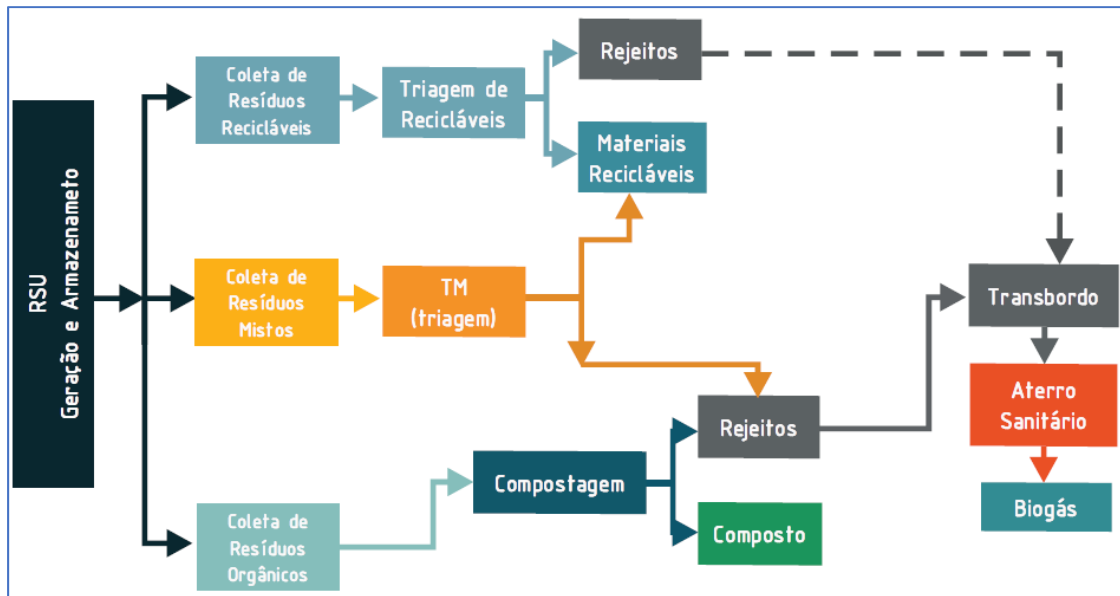 RSU
Geração e Armazenameto
Coleta de
Resíduos
Recicláveis
Triagem de
Recicláveis
Rejeitos
Materiais
Recicláveis
Coleta de
Resíduos
Mistos
TM
(triagem)
Transbordo
Aterro
Sanitário
Biogás
Rejeitos
Compostagem
Composto
Coleta de
Resíduos
Orgânicos